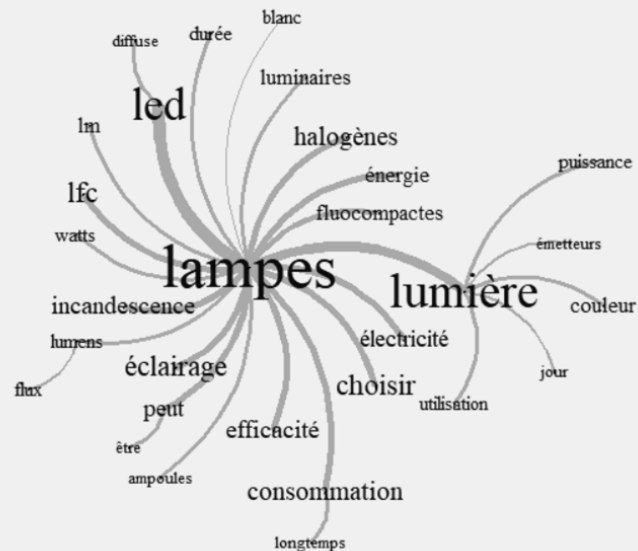 blanc
durée
diffuse
luminaires
led
lm
halogènes
puissance
énergie
lfc
fluocompactes
watts
émetteurs
lampes
lumière
incandescence
couleur
électricité
lumens
éclairage
jour
choisir
flux
utilisation
peut
efficacité
être
ampoules
consommation
longtemps